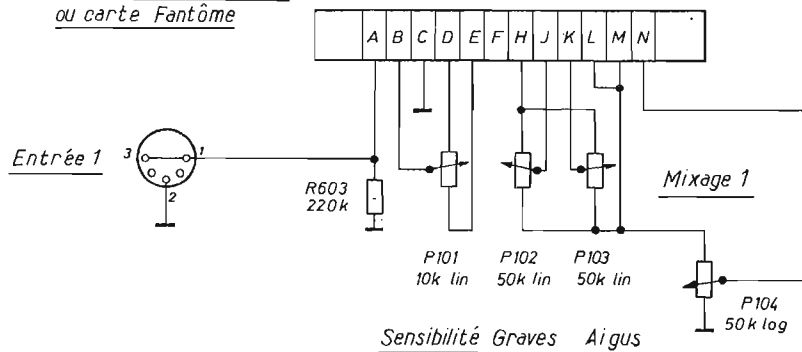 ou carte Fantôme
A B C D E F H J K L M N
Entrée 1
3 1
2
R603
220k
Mixage 1
P101
10k lin
P102
50k lin
P103
50k lin
P104
50k log
Sensibilité Graves Aigus